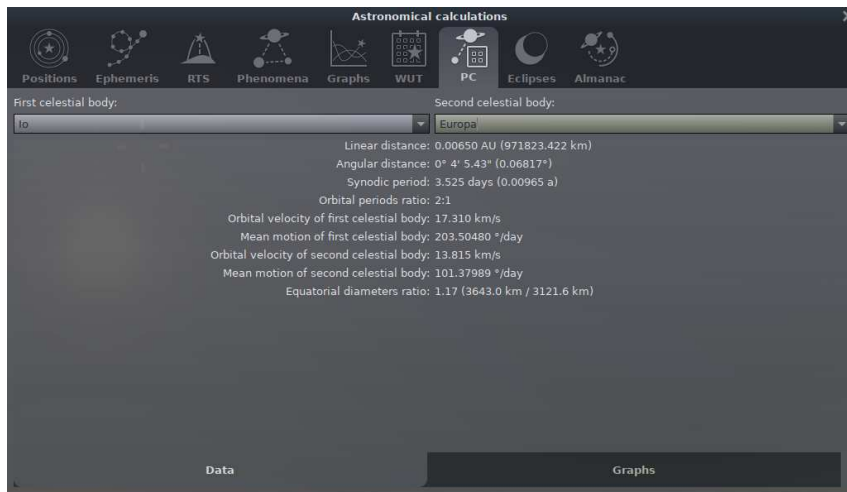 Astronomical calculations
Positions Ephemeris RTS Phenomena Graphs WUT PC Eclipses Almanac
First celestial body: Second celestial body:
Io Europa
Linear distance: 0.00650 AU (971823.422 km)
Angular distance: 0° 4' 5.43" (0.06817°)
Synodic period: 3.525 days (0.00965 a)
Orbital periods ratio: 2:1
Orbital velocity of first celestial body: 17.310 km/s
Mean motion of first celestial body: 203.50480 °/day
Orbital velocity of second celestial body: 13.815 km/s
Mean motion of second celestial body: 101.37989 °/day
Equatorial diameters ratio: 1.17 (3643.0 km / 3121.6 km)
Data Graphs